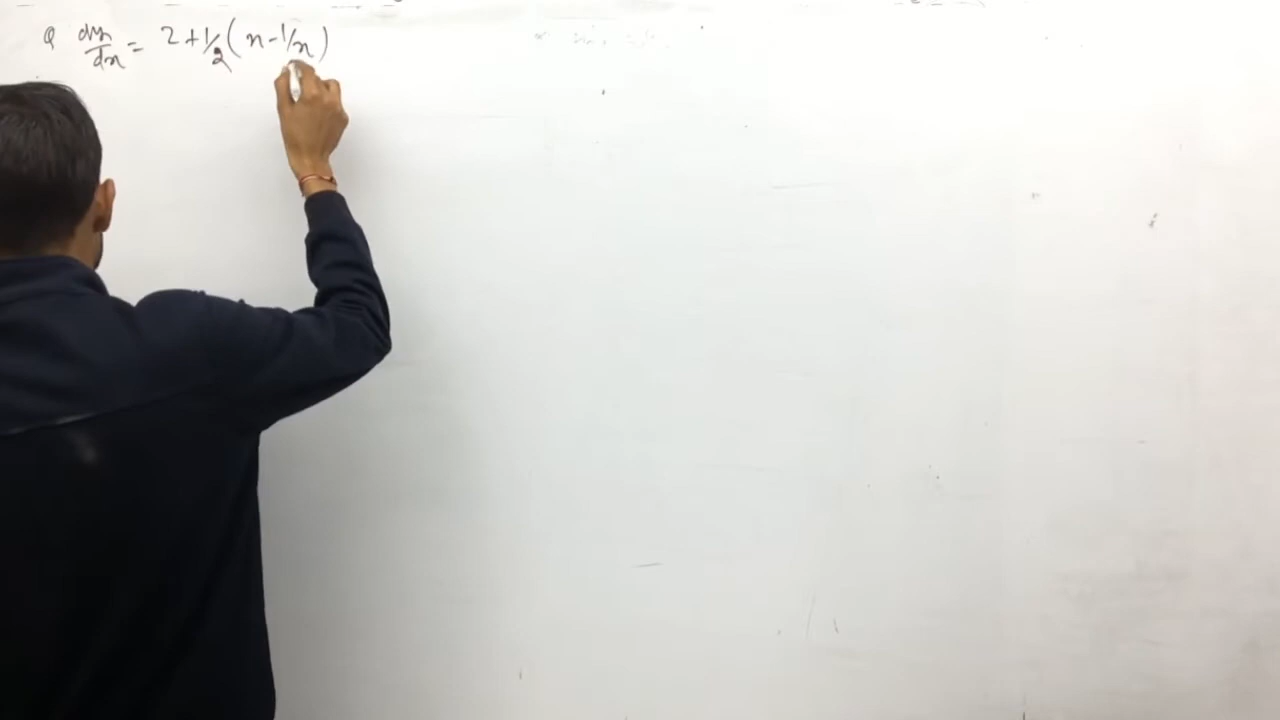 Q dy/dx = 2 + 1/2 (x - 1/x)